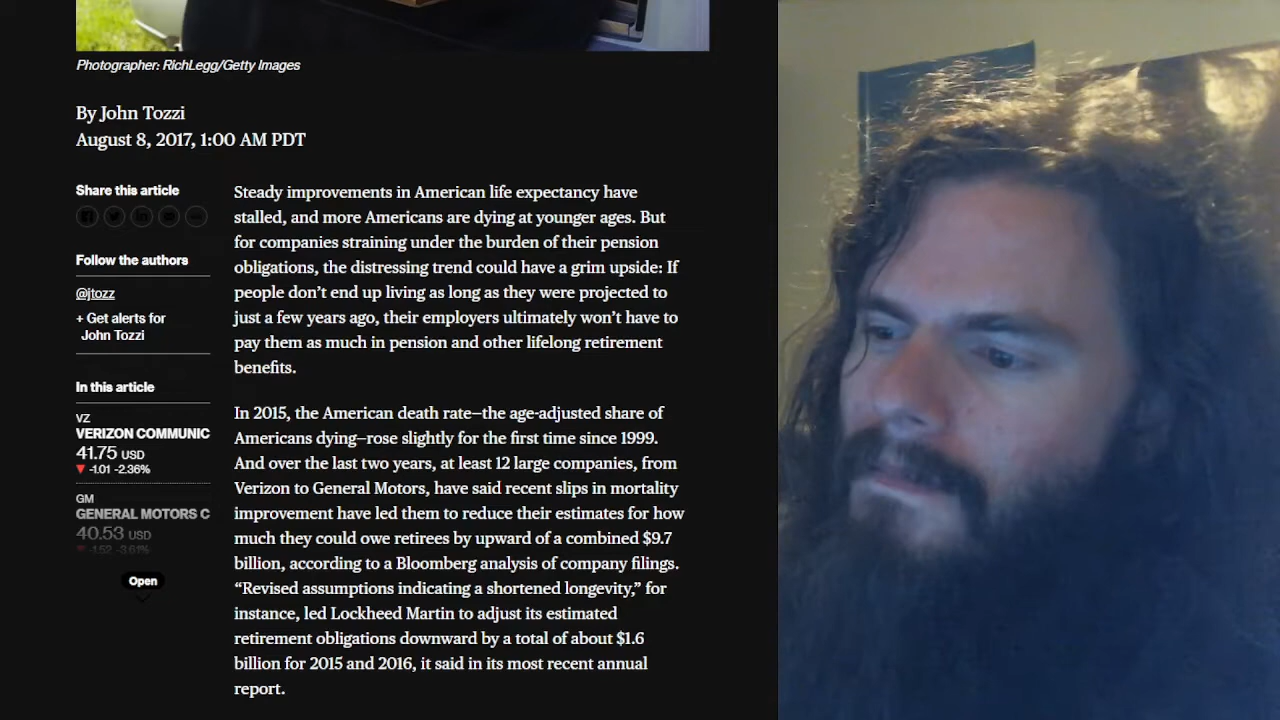 Photographer: RichLegg/Getty Images
By John Tozzi
August 8, 2017, 1:00 AM PDT
Share this article
Follow the authors
@jtozz
+ Get alerts for
John Tozzi
In this article
VZ
VERIZON COMMUNIC
41.75 USD
▼ -1.01 -2.36%
GM
GENERAL MOTORS C
40.53 USD
▼ -1.52 -3.61%
Open
Steady improvements in American life expectancy have
stalled, and more Americans are dying at younger ages. But
for companies straining under the burden of their pension
obligations, the distressing trend could have a grim upside: If
people don’t end up living as long as they were projected to
just a few years ago, their employers ultimately won’t have to
pay them as much in pension and other lifelong retirement
benefits.
In 2015, the American death rate—the age-adjusted share of
Americans dying—rose slightly for the first time since 1999.
And over the last two years, at least 12 large companies, from
Verizon to General Motors, have said recent slips in mortality
improvement have led them to reduce their estimates for how
much they could owe retirees by upward of a combined $9.7
billion, according to a Bloomberg analysis of company filings.
“Revised assumptions indicating a shortened longevity,” for
instance, led Lockheed Martin to adjust its estimated
retirement obligations downward by a total of about $1.6
billion for 2015 and 2016, it said in its most recent annual
report.